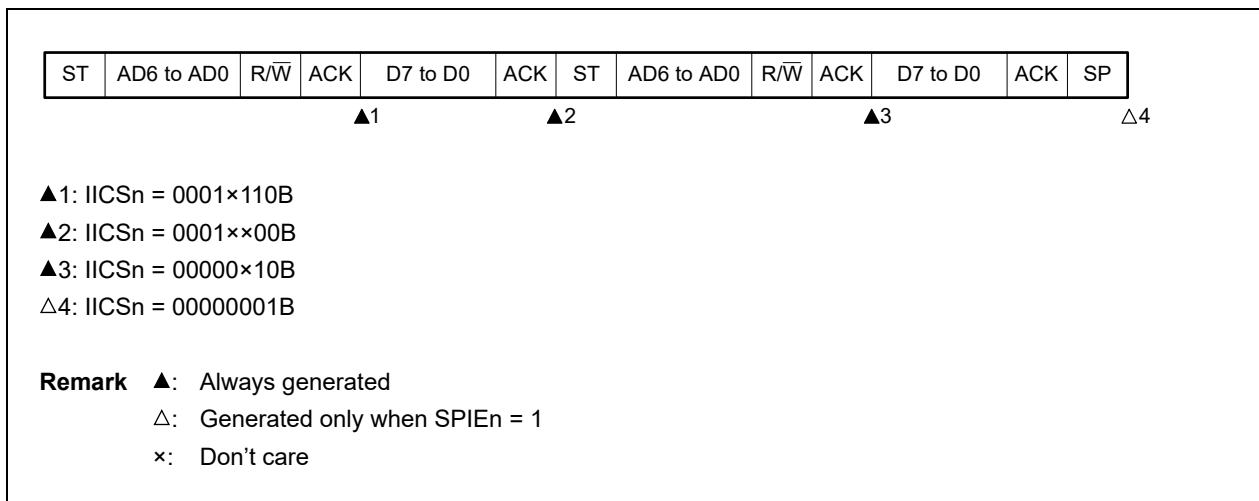 ST AD6 to AD0 R/W̅ ACK D7 to D0 ACK ST AD6 to AD0 R/W̅ ACK D7 to D0 ACK SP
▲1 ▲2 ▲3 △4
▲1: IICSn = 0001×110B
▲2: IICSn = 0001××00B
▲3: IICSn = 00000×10B
△4: IICSn = 00000001B
Remark ▲: Always generated
△: Generated only when SPIEn = 1
×: Don't care